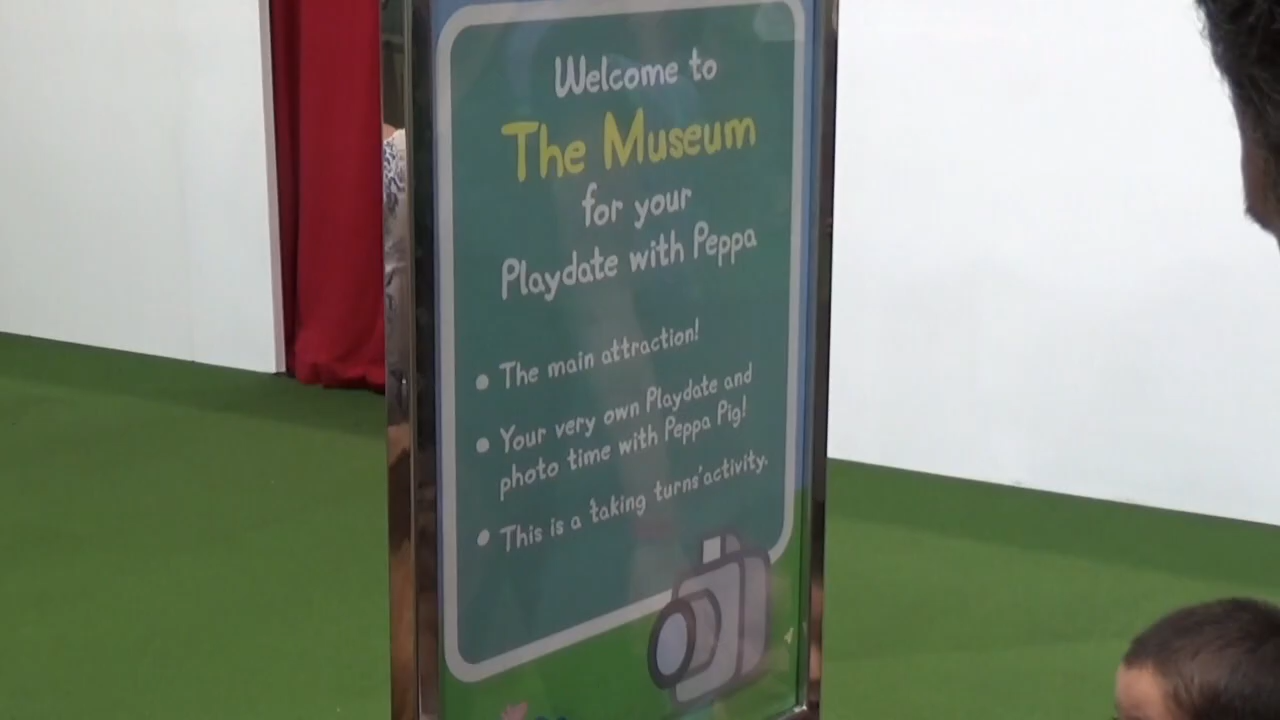 Welcome to
The Museum
for your
Playdate with Peppa
• The main attraction!
• Your very own Playdate and
photo time with Peppa Pig!
• This is a 'taking turns' activity.